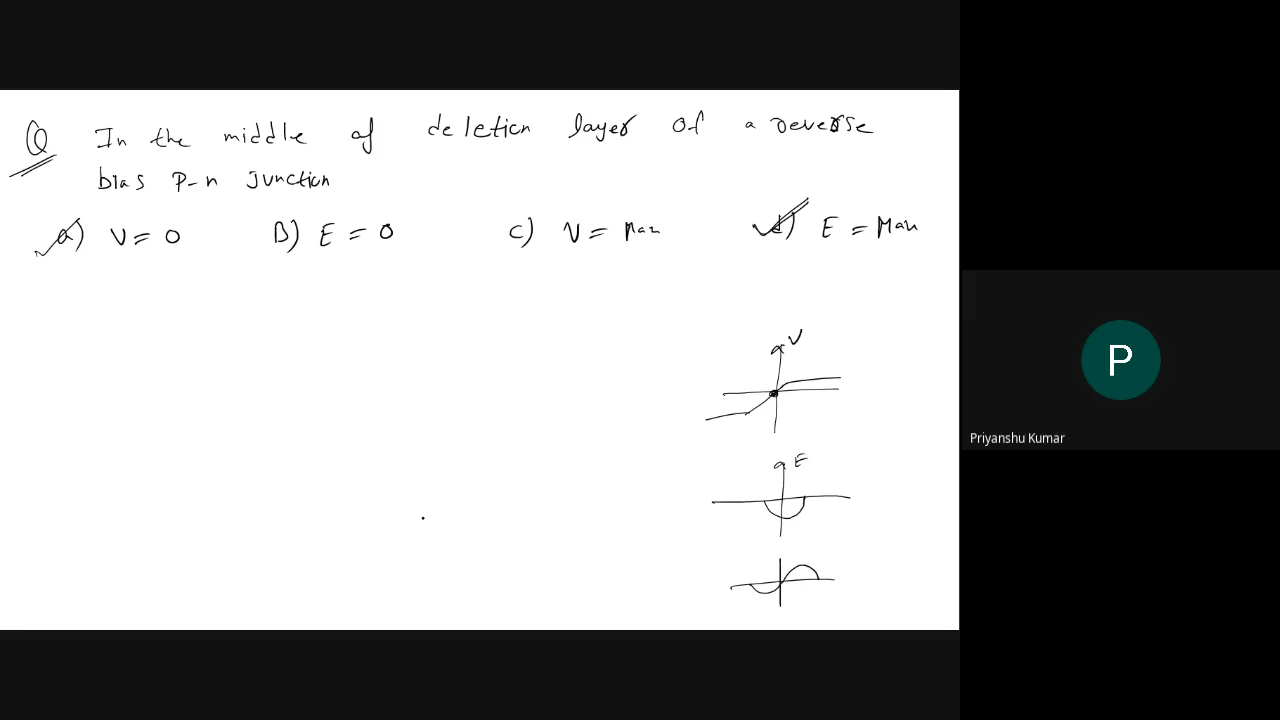 Q In the middle of deletion layer of a reverse
bias P-n junction
a) V = 0 B) E = 0 c) V = Max d) E = Max
V
E
P
Priyanshu Kumar